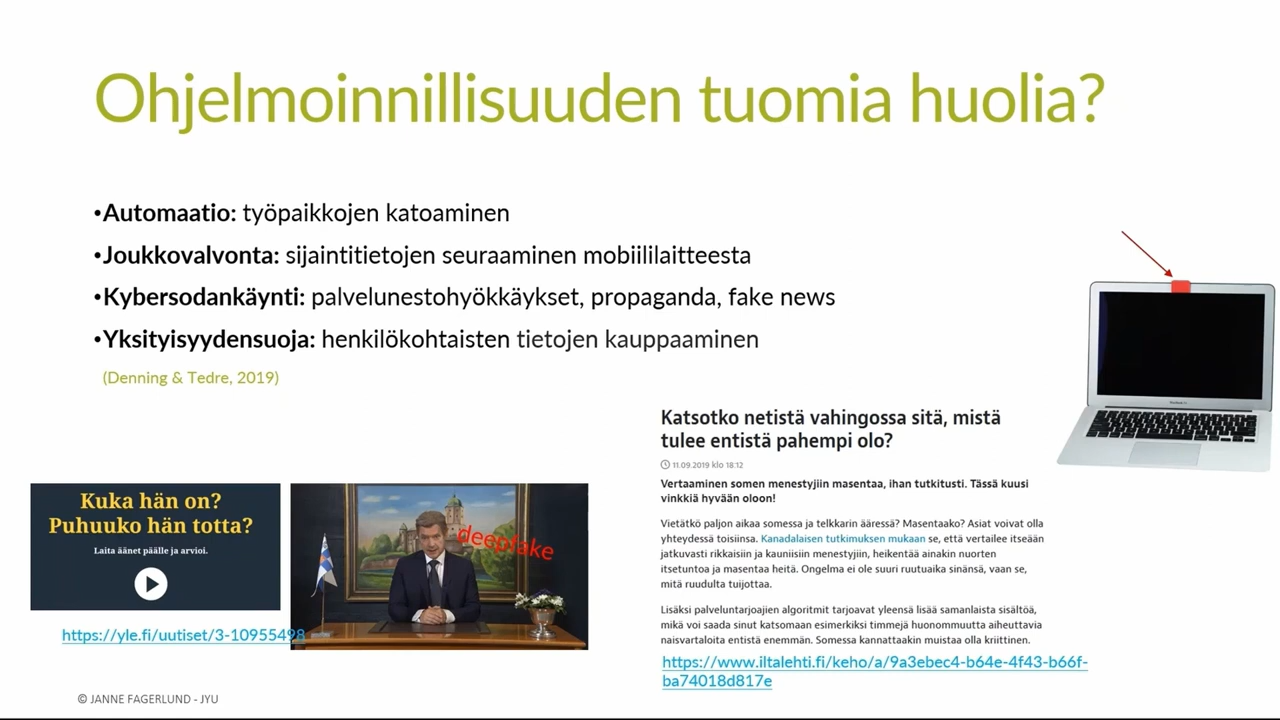 Ohjelmoinnillisuuden tuomia huolia?
•Automaatio: työpaikkojen katoaminen
•Joukkovalvonta: sijaintitietojen seuraaminen mobiililaitteesta
•Kybersodankäynti: palvelunestohyökkäykset, propaganda, fake news
•Yksityisyydensuoja: henkilökohtaisten tietojen kauppaaminen
(Denning & Tedre, 2019)
Kuka hän on?
Puhuuko hän totta?
Laita äänet päälle ja arvioi.
https://yle.fi/uutiset/3-10955498
deepfake
Katsotko netistä vahingossa sitä, mistä
tulee entistä pahempi olo?
11.09.2019 klo 18:12
Vertaaminen somen menestyjiin masentaa, ihan tutkitusti. Tässä kuusi
vinkkiä hyvään oloon!
Vietätkö paljon aikaa somessa ja telkkarin ääressä? Masentaako? Asiat voivat olla
yhteydessä toisiinsa. Kanadalaisen tutkimuksen mukaan se, että vertailee itseään
jatkuvasti rikkaisiin ja kauniisiin menestyjiin, heikentää ainakin nuorten
itsetuntoa ja masentaa heitä. Ongelma ei ole suuri ruutuaika sinänsä, vaan se,
mitä ruudulta tuijottaa.
Lisäksi palveluntarjoajien algoritmit tarjoavat yleensä lisää samanlaista sisältöä,
mikä voi saada sinut katsomaan esimerkiksi timmejä huonommuutta aiheuttavia
naisvartaloita entistä enemmän. Somessa kannattaakin muistaa olla kriittinen.
https://www.iltalehti.fi/keho/a/9a3ebec4-b64e-4f43-b66f-
ba74018d817e
© JANNE FAGERLUND - JYU